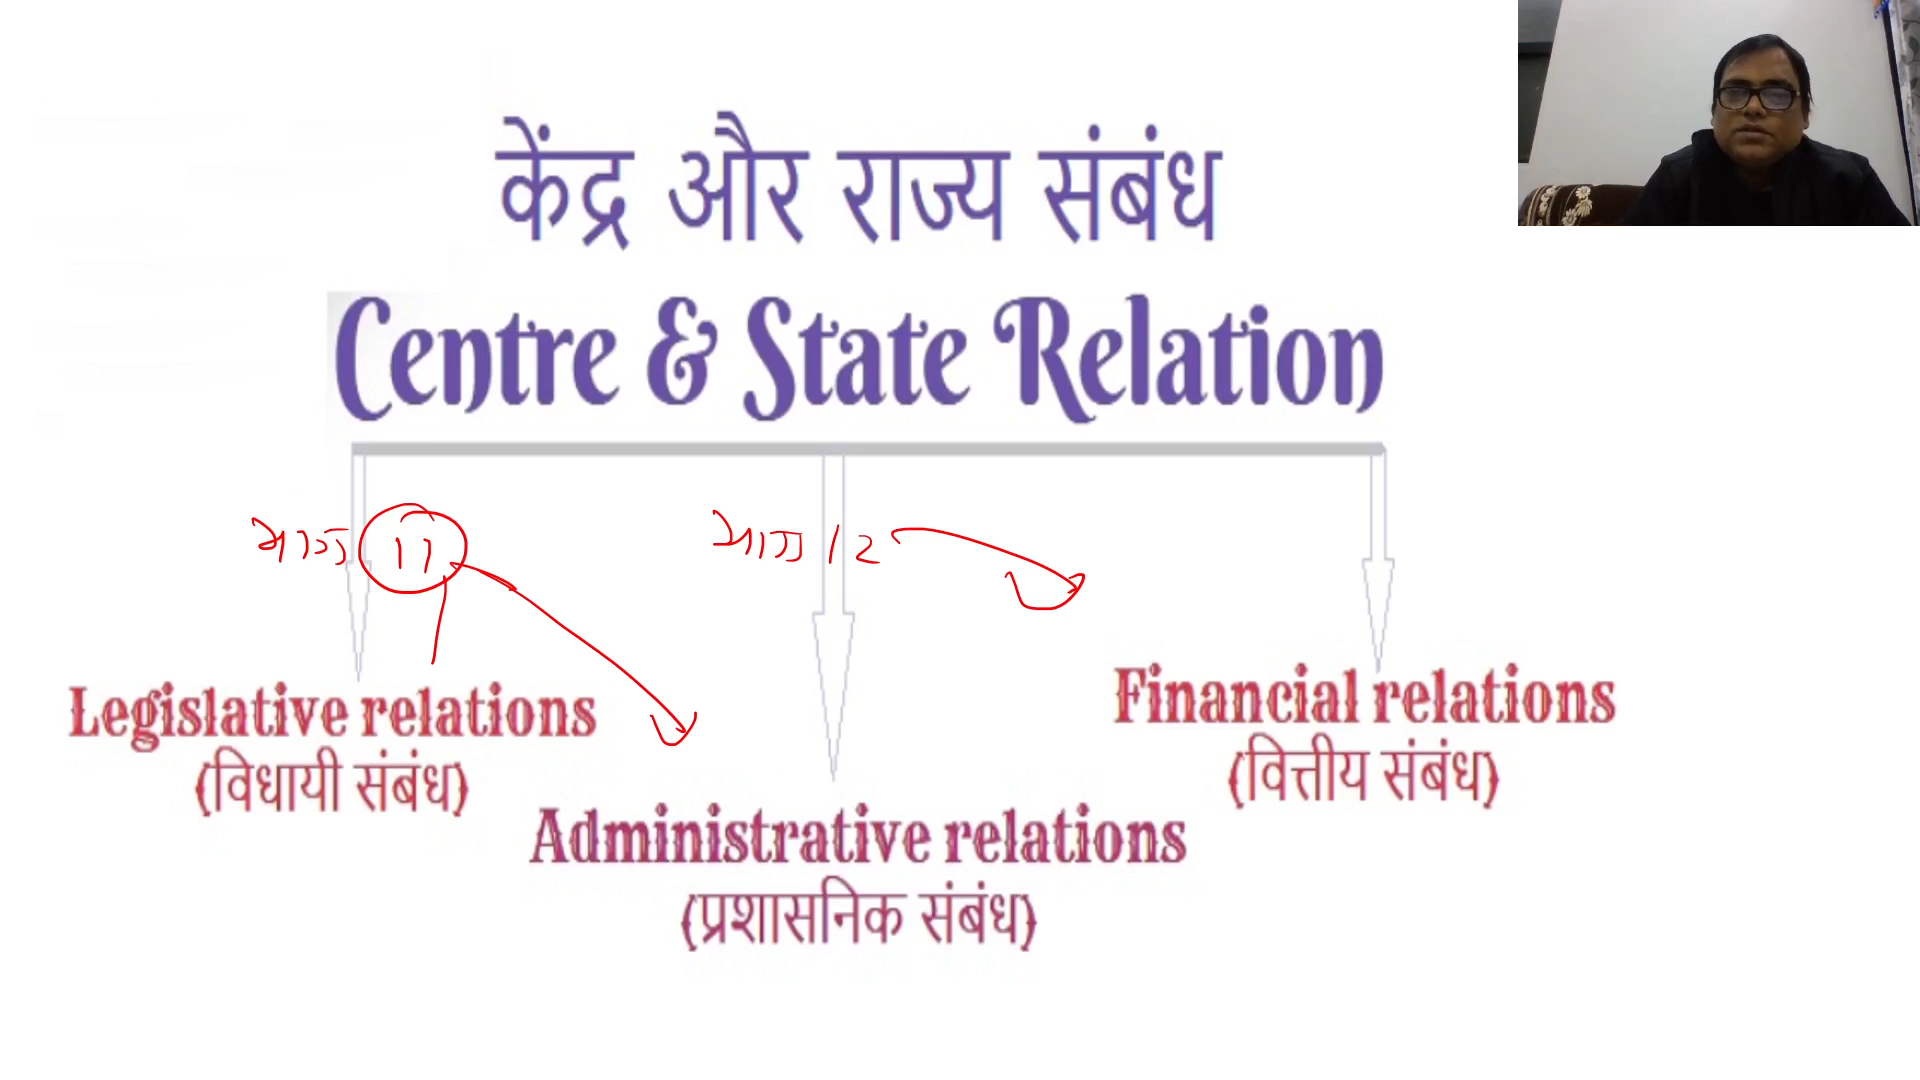 केंद्र और राज्य संबंध
Centre & State Relation
भाग 11
भाग 12
Legislative relations
(विधायी संबंध)
Financial relations
(वित्तीय संबंध)
Administrative relations
(प्रशासनिक संबंध)